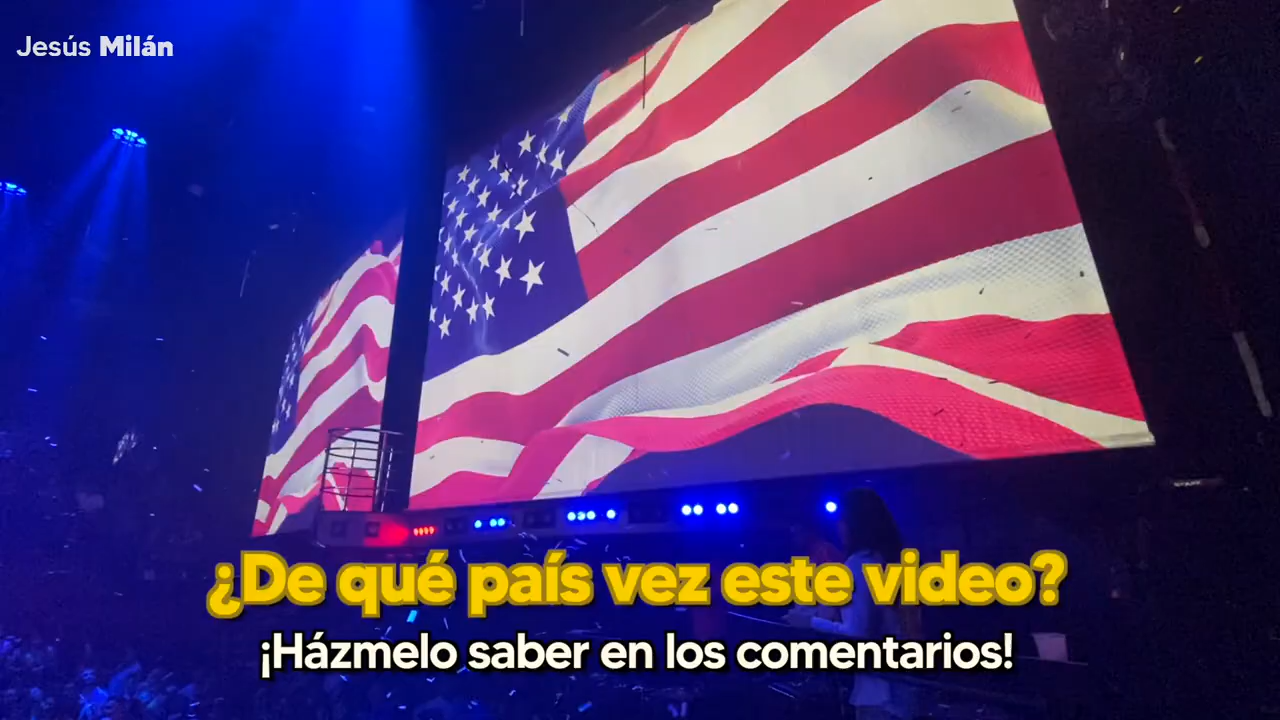 Jesús Milán
¿De qué país vez este video?
¡Házmelo saber en los comentarios!